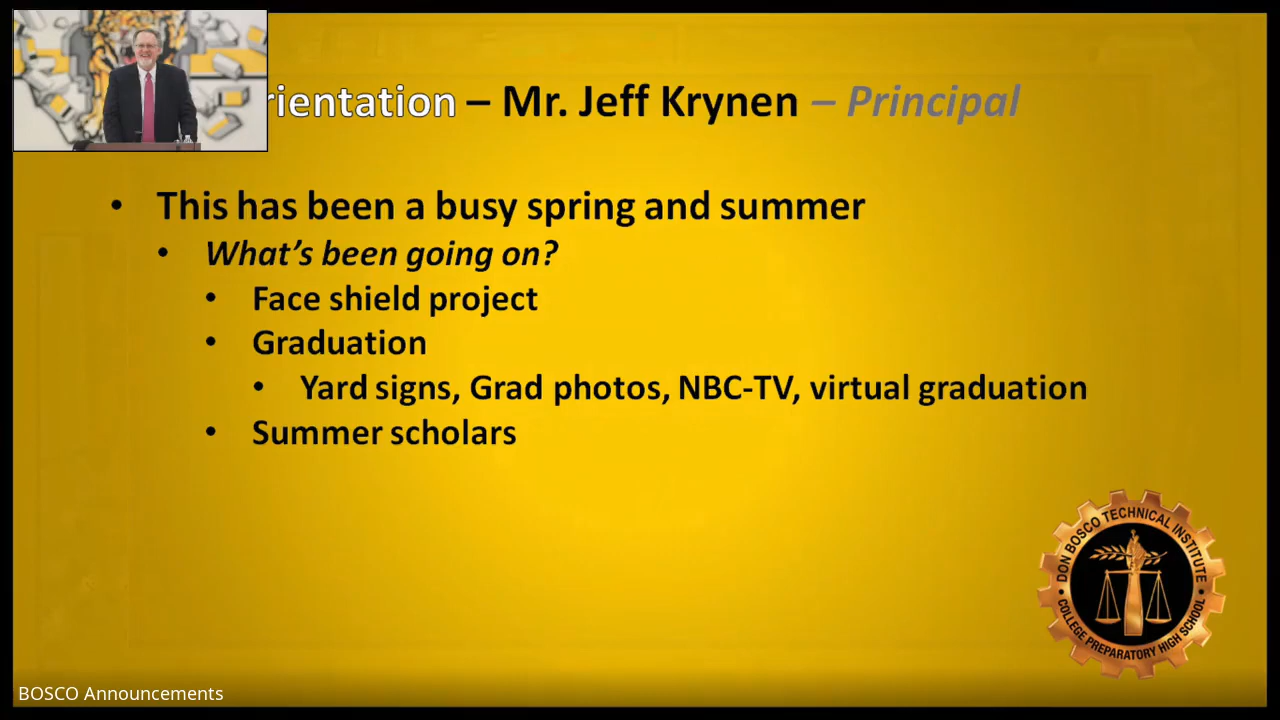 rientation – Mr. Jeff Krynen – Principal
• This has been a busy spring and summer
• What's been going on?
• Face shield project
• Graduation
• Yard signs, Grad photos, NBC-TV, virtual graduation
• Summer scholars
DON BOSCO TECHNICAL INSTITUTE
• COLLEGE PREPARATORY HIGH SCHOOL •
BOSCO Announcements